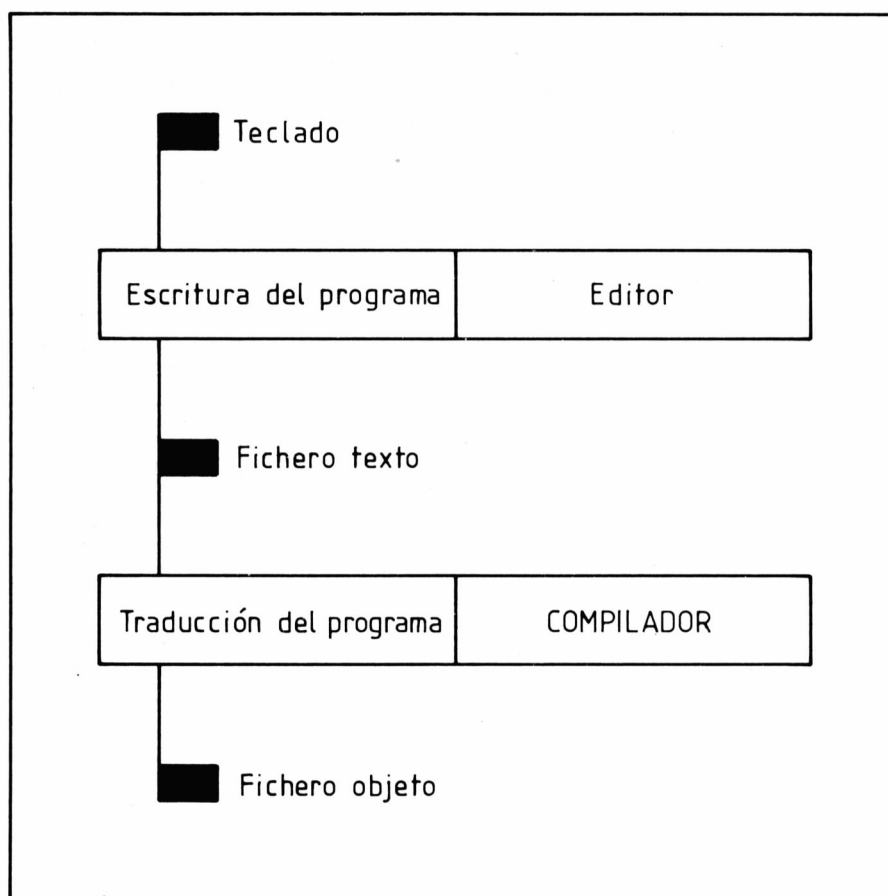 Teclado
Escritura del programa
Editor
Fichero texto
Traducción del programa
COMPILADOR
Fichero objeto